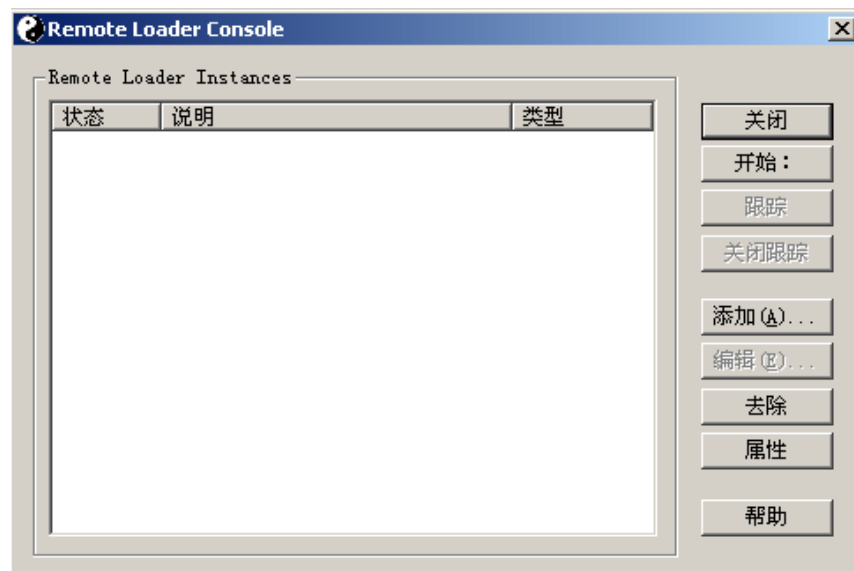 Remote Loader Console
Remote Loader Instances
状态 说明 类型
关闭
开始：
跟踪
关闭跟踪
添加(A)...
编辑(E)...
去除
属性
帮助